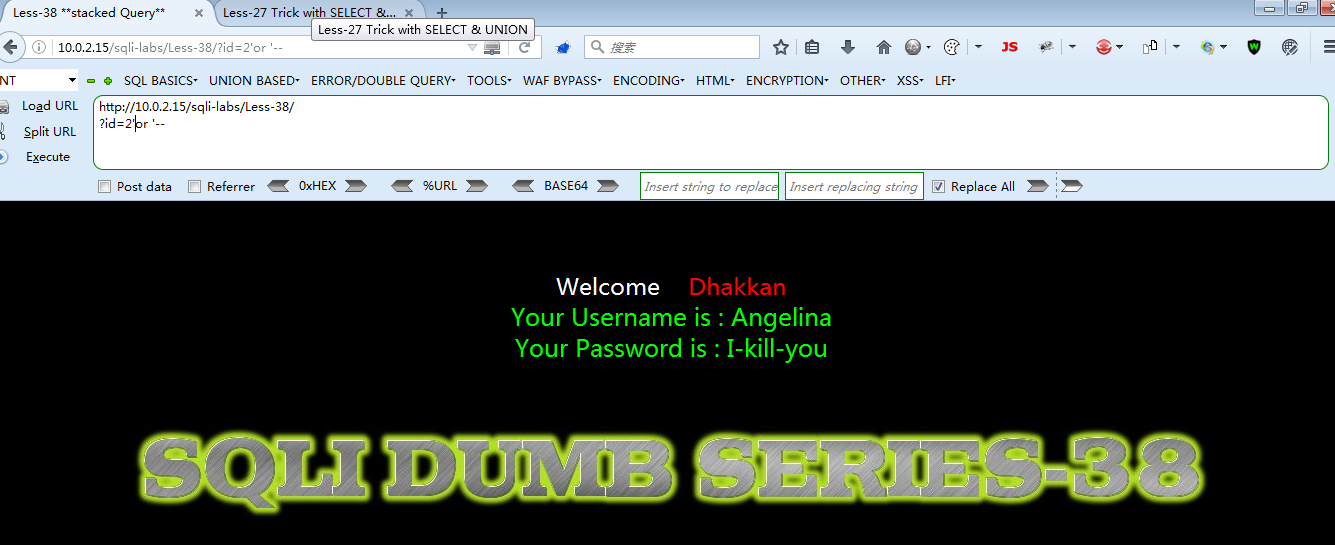 Less-38 **stacked Query** × Less-27 Trick with SELECT &... × +
Less-27 Trick with SELECT & UNION
10.0.2.15/sqli-labs/Less-38/?id=2'or '-- 搜索 JS
NT SQL BASICS UNION BASED ERROR/DOUBLE QUERY TOOLS WAF BYPASS ENCODING HTML ENCRYPTION OTHER XSS LFI
Load URL http://10.0.2.15/sqli-labs/Less-38/
?id=2'or '--
Split URL
Execute
Post data Referrer 0xHEX %URL BASE64 Insert string to replace Insert replacing string Replace All
Welcome Dhakkan
Your Username is : Angelina
Your Password is : I-kill-you
SQLI DUMB SERIES-38